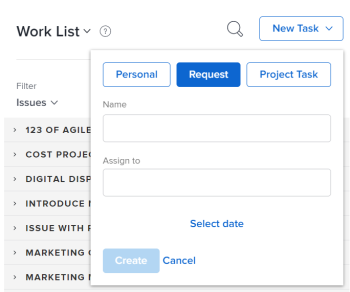 Work List
New Task
Personal
Request
Project Task
Filter
Name
Issues
123 OF AGILE
COST PROJE
Assign to
DIGITAL DISP
INTRODUCE
ISSUE WITH
Select date
MARKETING
Create
Cancel
MARKETING